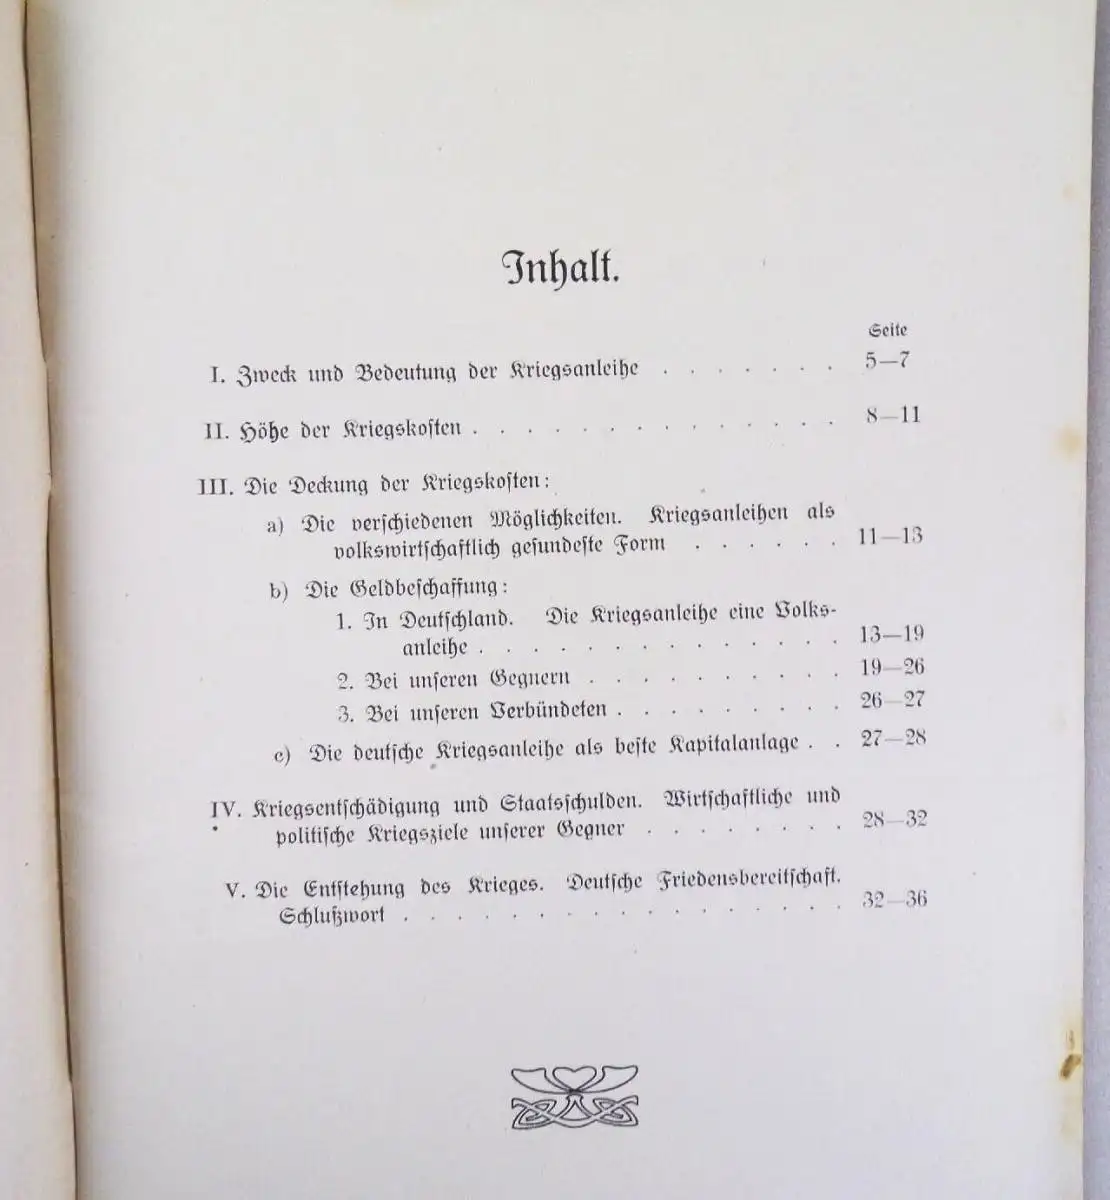 Inhalt.
Seite
I. Zweck und Bedeutung der Kriegsanleihe . . . . . . . 5—7
II. Höhe der Kriegskosten . . . . . . . . . . . . . . 8—11
III. Die Deckung der Kriegskosten:
a) Die verschiedenen Möglichkeiten. Kriegsanleihen als
volkswirtschaftlich gesundeste Form . . . . . . 11—13
b) Die Geldbeschaffung:
1. In Deutschland. Die Kriegsanleihe eine Volks-
anleihe . . . . . . . . . . . . . . 13—19
2. Bei unseren Gegnern . . . . . . . . . . 19—26
3. Bei unseren Verbündeten . . . . . . . . . 26—27
c) Die deutsche Kriegsanleihe als beste Kapitalanlage . . 27—28
IV. Kriegsentschädigung und Staatsschulden. Wirtschaftliche und
politische Kriegsziele unserer Gegner . . . . . . . . 28—32
V. Die Entstehung des Krieges. Deutsche Friedensbereitschaft.
Schlußwort . . . . . . . . . . . . . . . . . 32—36